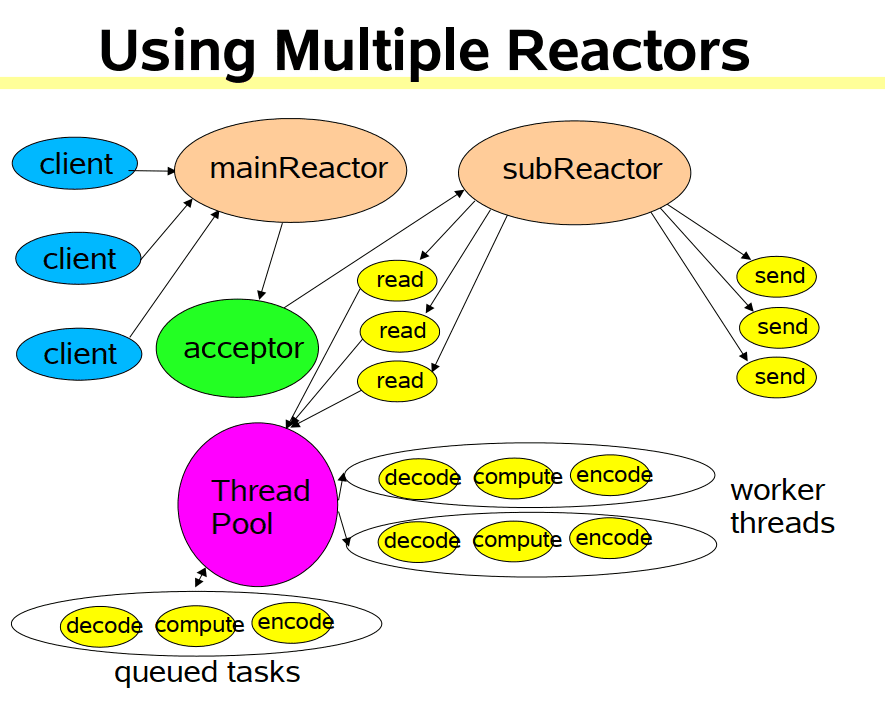 Using Multiple Reactors
client
mainReactor
subReactor
client
client
acceptor
read
read
read
send
send
send
Thread
Pool
decode compute encode
decode compute encode
worker
threads
decode compute encode
queued tasks